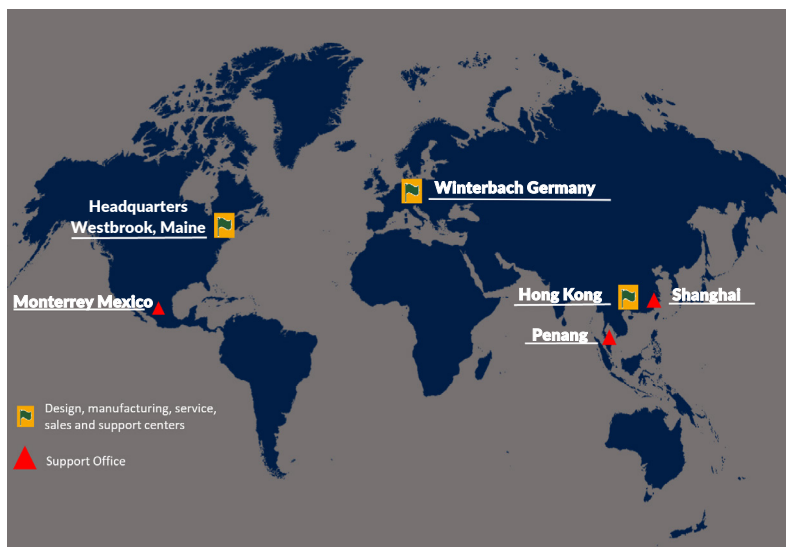 Winterbach Germany
Headquarters
Westbrook, Maine
Hong Kong
Shanghai
Monterrey Mexico
Penang
Design, manufacturing, service,
sales and support centers
Support Office